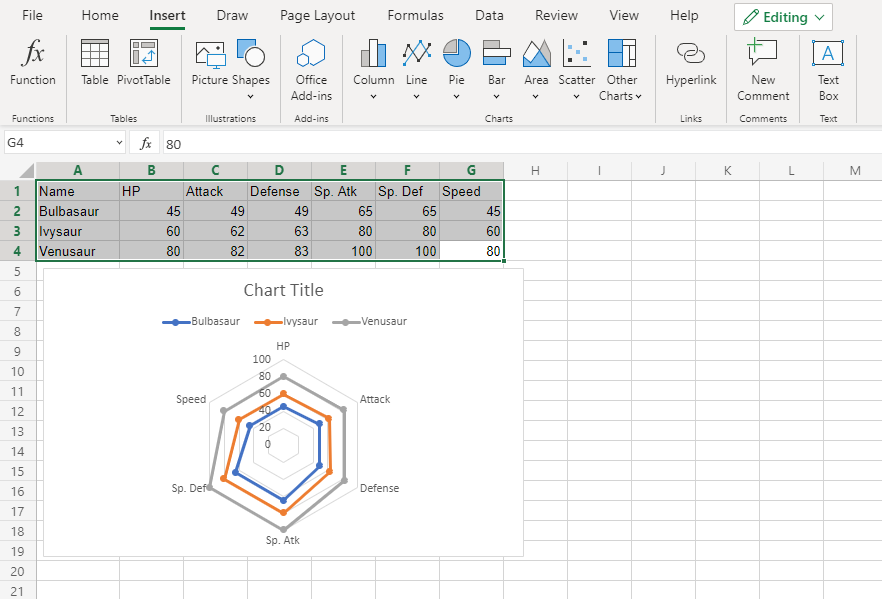 File Home Insert Draw Page Layout Formulas Data Review View Help Editing
fx
Function Table PivotTable Picture Shapes Office Add-ins Column Line Pie Bar Area Scatter Other Charts Hyperlink New Comment A Text Box
Functions Tables Illustrations Add-ins Charts Links Comments Text
G4 fx 80
A B C D E F G H I J K L M
1 Name HP Attack Defense Sp. Atk Sp. Def Speed
2 Bulbasaur 45 49 49 65 65 45
3 Ivysaur 60 62 63 80 80 60
4 Venusaur 80 82 83 100 100 80
5
6
7
8
9
10
11
12
13
14
15
16
17
18
19
20
21
Chart Title
Bulbasaur Ivysaur Venusaur
HP
100
80
Speed 60 Attack
40
20
0
Sp. Def Defense
Sp. Atk